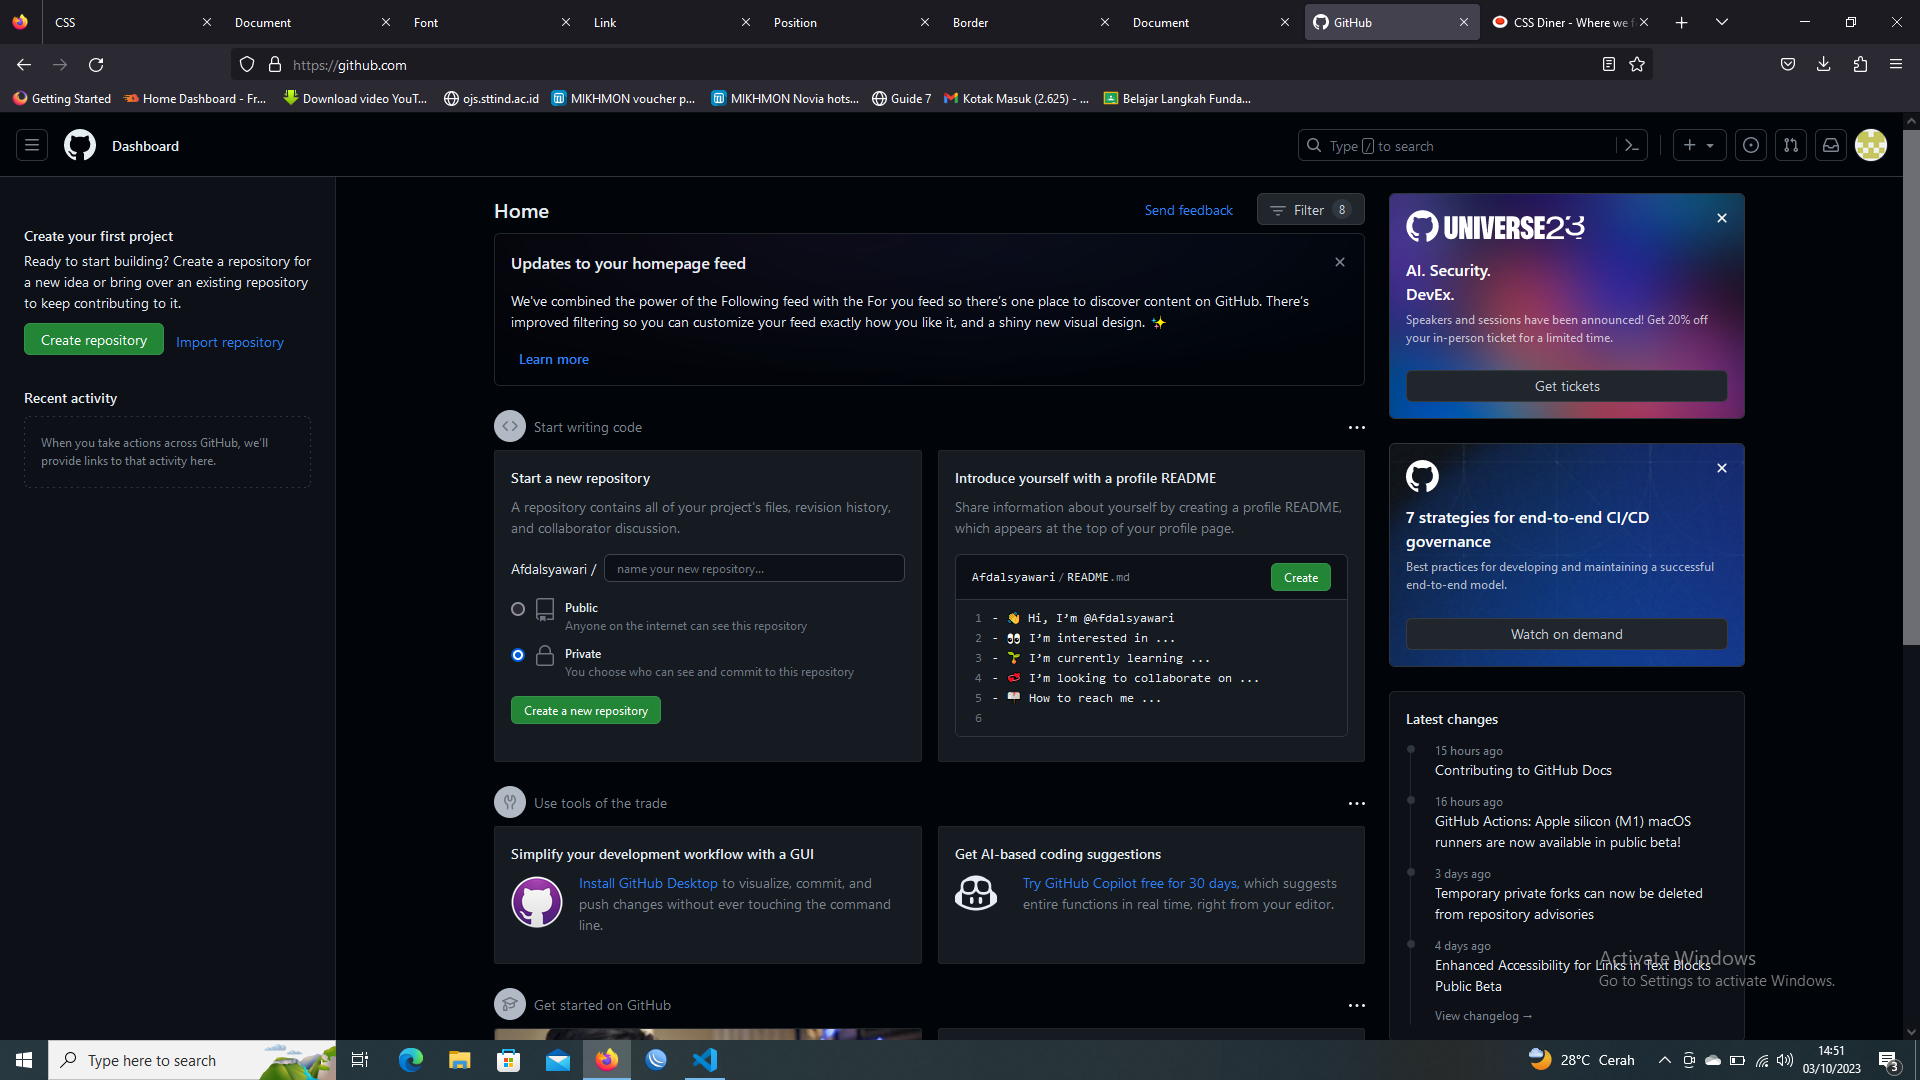 CSS
Document
Font
Link
Position
Border
Document
GitHub
CSS Diner - Where we f
https://github.com
Getting Started
Home Dashboard - Fr...
Download video YouT...
ojs.sttind.ac.id
MIKHMON voucher p...
MIKHMON Novia hots...
Guide 7
Kotak Masuk (2.625) - ...
Belajar Langkah Funda...
Dashboard
Type / to search
Create your first project
Ready to start building? Create a repository for
a new idea or bring over an existing repository
to keep contributing to it.
Create repository
Import repository
Recent activity
When you take actions across GitHub, we'll
provide links to that activity here.
Home
Send feedback
Filter 8
Updates to your homepage feed
We've combined the power of the Following feed with the For you feed so there's one place to discover content on GitHub. There's
improved filtering so you can customize your feed exactly how you like it, and a shiny new visual design. ✨
Learn more
Start writing code
Start a new repository
A repository contains all of your project's files, revision history,
and collaborator discussion.
Afdalsyawari /
name your new repository...
Public
Anyone on the internet can see this repository
Private
You choose who can see and commit to this repository
Create a new repository
Introduce yourself with a profile README
Share information about yourself by creating a profile README,
which appears at the top of your profile page.
Afdalsyawari / README.md
Create
1 - 👋 Hi, I'm @Afdalsyawari
2 - 👀 I'm interested in ...
3 - 🌱 I'm currently learning ...
4 - 💞️ I'm looking to collaborate on ...
5 - 📫 How to reach me ...
6
Use tools of the trade
Simplify your development workflow with a GUI
Install GitHub Desktop to visualize, commit, and
push changes without ever touching the command
line.
Get AI-based coding suggestions
Try GitHub Copilot free for 30 days, which suggests
entire functions in real time, right from your editor.
Get started on GitHub
UNIVERSE23
AI. Security.
DevEx.
Speakers and sessions have been announced! Get 20% off
your in-person ticket for a limited time.
Get tickets
7 strategies for end-to-end CI/CD
governance
Best practices for developing and maintaining a successful
end-to-end model.
Watch on demand
Latest changes
15 hours ago
Contributing to GitHub Docs
16 hours ago
GitHub Actions: Apple silicon (M1) macOS
runners are now available in public beta!
3 days ago
Temporary private forks can now be deleted
from repository advisories
4 days ago
Enhanced Accessibility for Links in Text Blocks
Public Beta
View changelog →
Activate Windows
Go to Settings to activate Windows.
Type here to search
28°C Cerah
14:51
03/10/2023
3